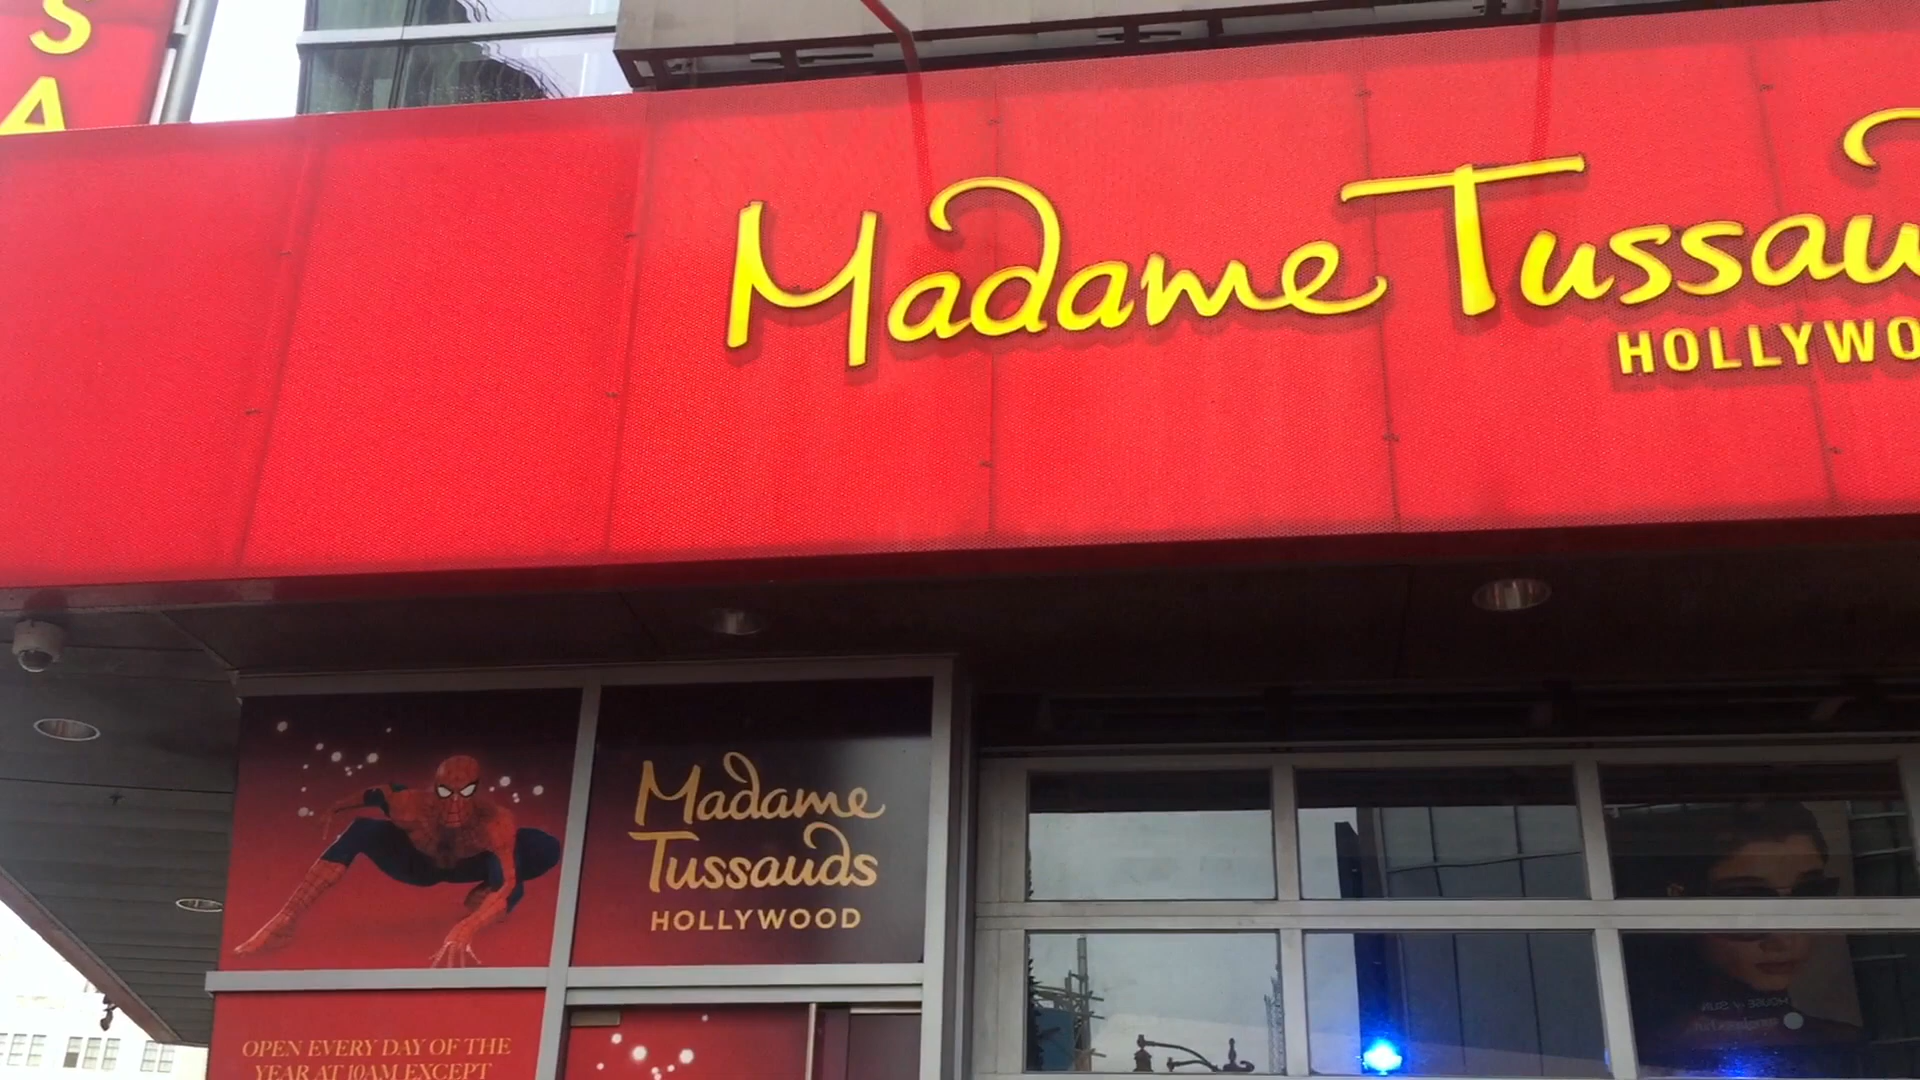 S
A
Madame Tussau
HOLLYWO
Madame
Tussauds
HOLLYWOOD
OPEN EVERY DAY OF THE
YEAR AT 10AM EXCEPT